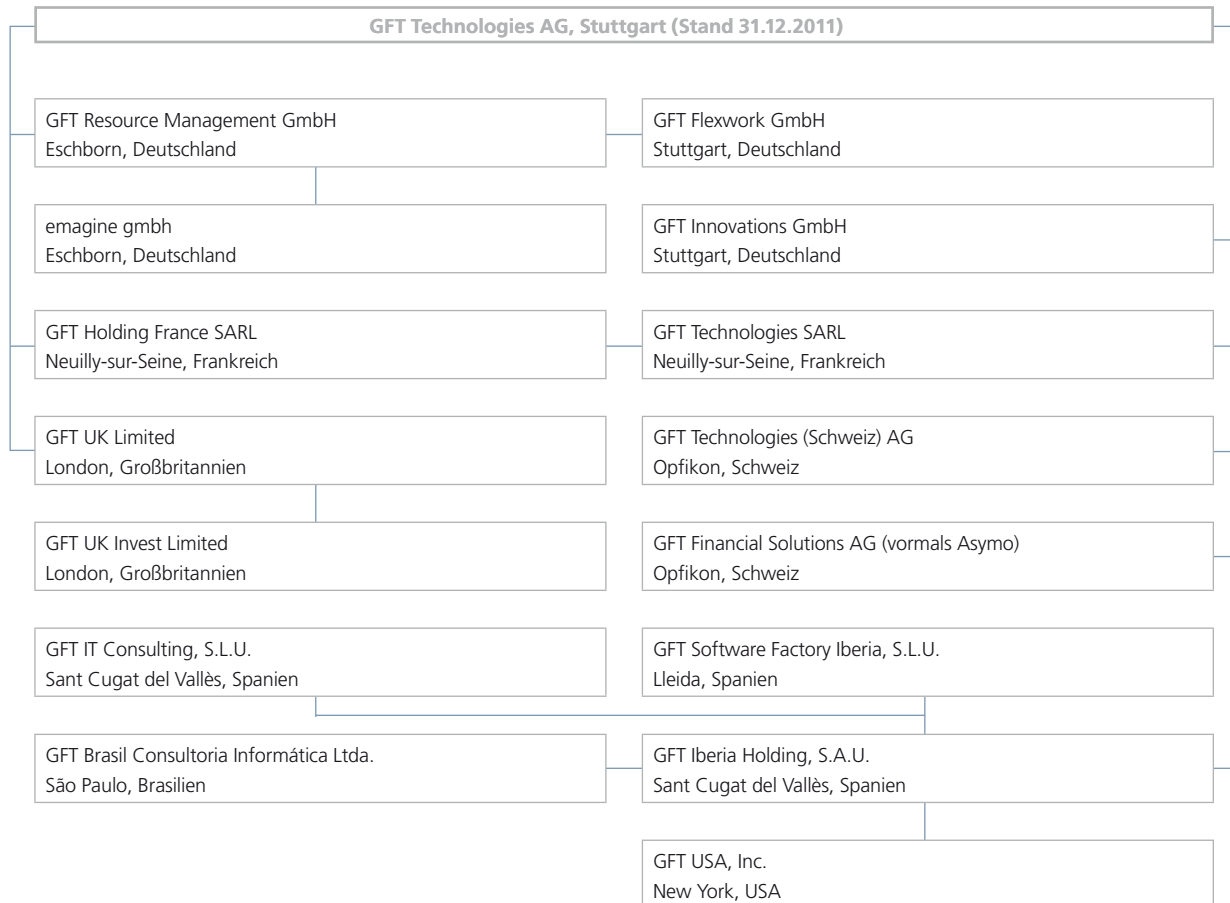 GFT Technologies AG, Stuttgart (Stand 31.12.2011)
GFT Resource Management GmbH
Eschborn, Deutschland
GFT Flexwork GmbH
Stuttgart, Deutschland
emagine gmbh
Eschborn, Deutschland
GFT Innovations GmbH
Stuttgart, Deutschland
GFT Holding France SARL
Neuilly-sur-Seine, Frankreich
GFT Technologies SARL
Neuilly-sur-Seine, Frankreich
GFT UK Limited
London, Großbritannien
GFT Technologies (Schweiz) AG
Opfikon, Schweiz
GFT UK Invest Limited
London, Großbritannien
GFT Financial Solutions AG (vormals Asymo)
Opfikon, Schweiz
GFT IT Consulting, S.L.U.
Sant Cugat del Vallès, Spanien
GFT Software Factory Iberia, S.L.U.
Lleida, Spanien
GFT Brasil Consultoria Informática Ltda.
São Paulo, Brasilien
GFT Iberia Holding, S.A.U.
Sant Cugat del Vallès, Spanien
GFT USA, Inc.
New York, USA